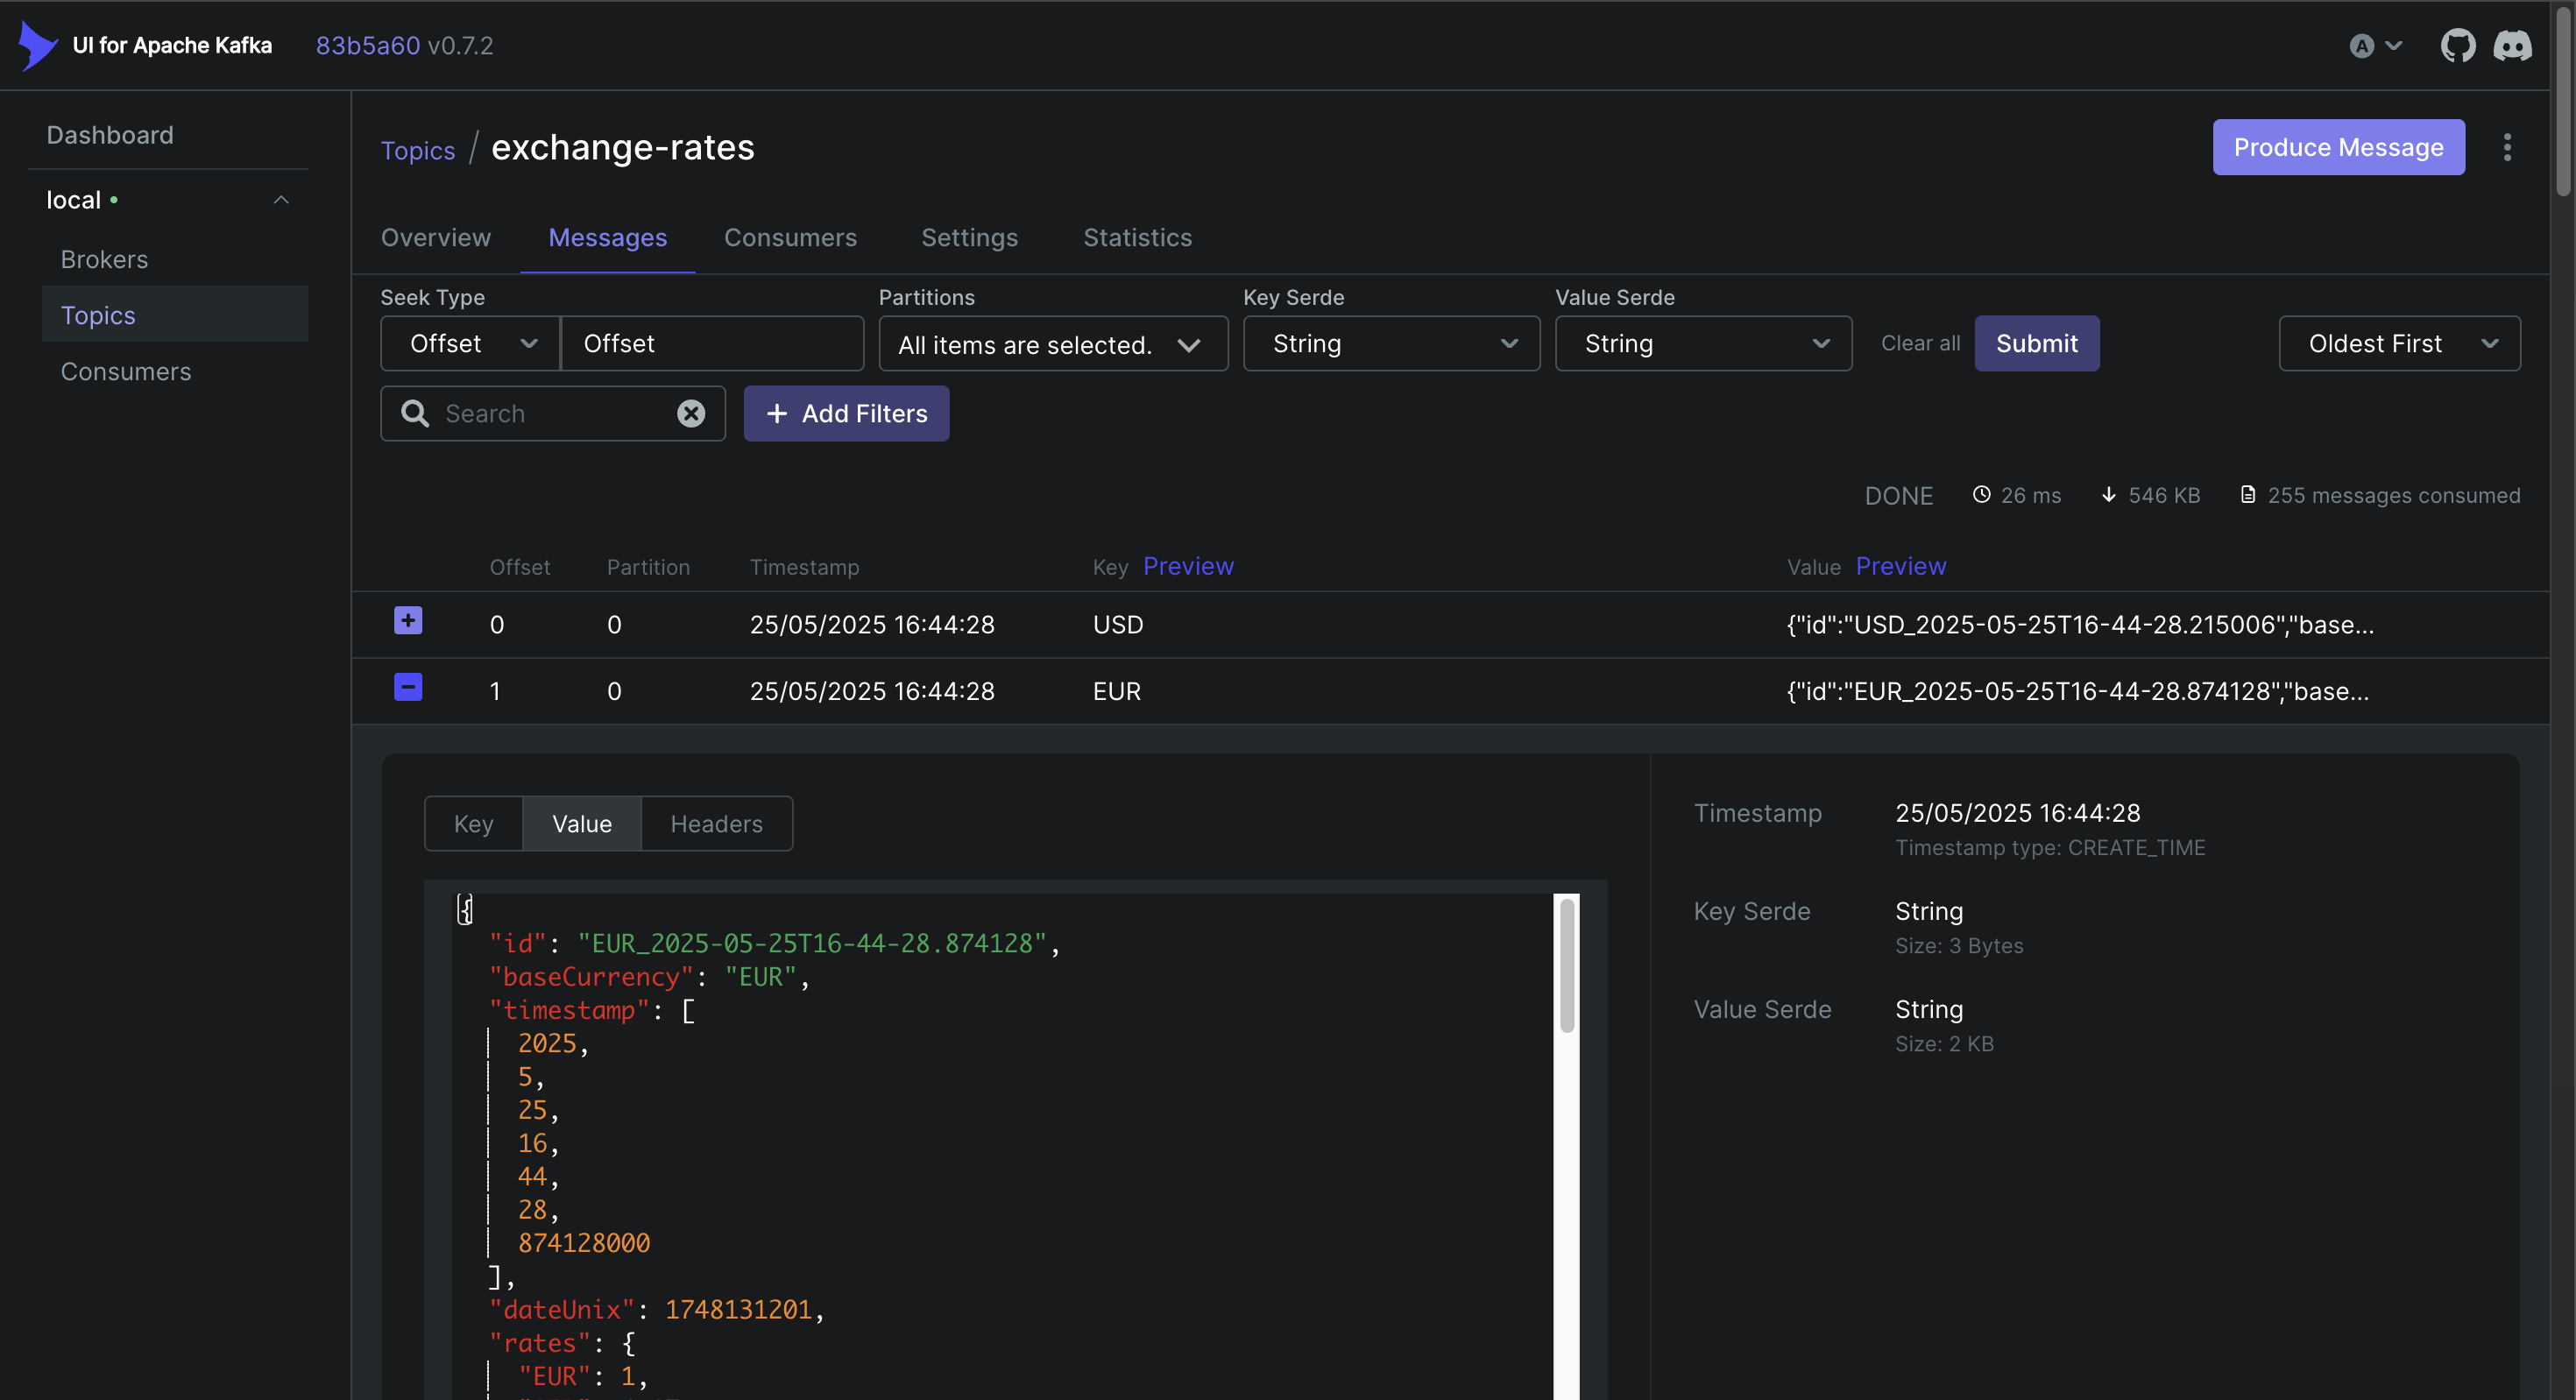 UI for Apache Kafka 83b5a60 v0.7.2 A
Dashboard
local
Brokers
Topics
Consumers
Topics / exchange-rates
Produce Message
Overview Messages Consumers Settings Statistics
Seek Type Partitions Key Serde Value Serde
Offset Offset All items are selected. String String Clear all Submit Oldest First
Search + Add Filters
DONE 26 ms 546 KB 255 messages consumed
Offset Partition Timestamp Key Preview Value Preview
0 0 25/05/2025 16:44:28 USD {"id":"USD_2025-05-25T16-44-28.215006","base...
1 0 25/05/2025 16:44:28 EUR {"id":"EUR_2025-05-25T16-44-28.874128","base...
Key Value Headers
{
"id": "EUR_2025-05-25T16-44-28.874128",
"baseCurrency": "EUR",
"timestamp": [
2025,
5,
25,
16,
44,
28,
874128000
],
"dateUnix": 1748131201,
"rates": {
"EUR": 1,
Timestamp 25/05/2025 16:44:28
Timestamp type: CREATE_TIME
Key Serde String
Size: 3 Bytes
Value Serde String
Size: 2 KB